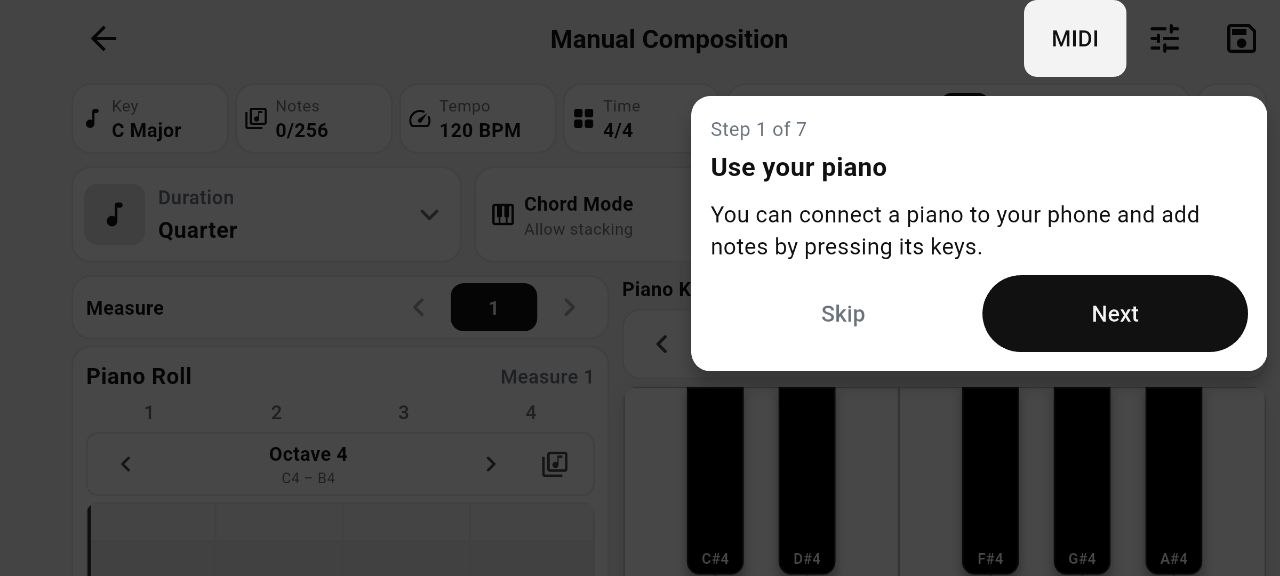 Manual Composition
MIDI
Key
C Major
Notes
0/256
Tempo
120 BPM
Time
4/4
Step 1 of 7
Use your piano
You can connect a piano to your phone and add
notes by pressing its keys.
Skip
Next
Duration
Quarter
Chord Mode
Allow stacking
Measure
1
Piano Roll
Measure 1
1 2 3 4
Octave 4
C4 – B4
C#4 D#4 F#4 G#4 A#4